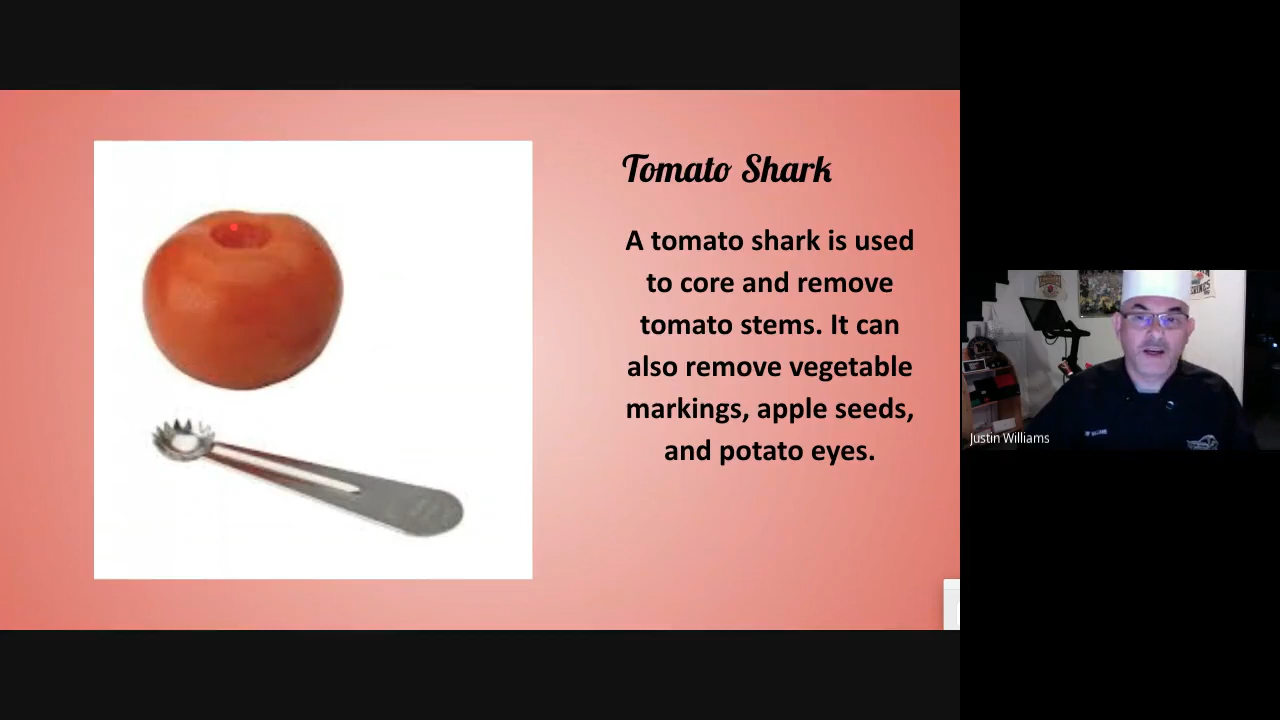 Tomato Shark
A tomato shark is used
to core and remove
tomato stems. It can
also remove vegetable
markings, apple seeds,
and potato eyes.
Justin Williams